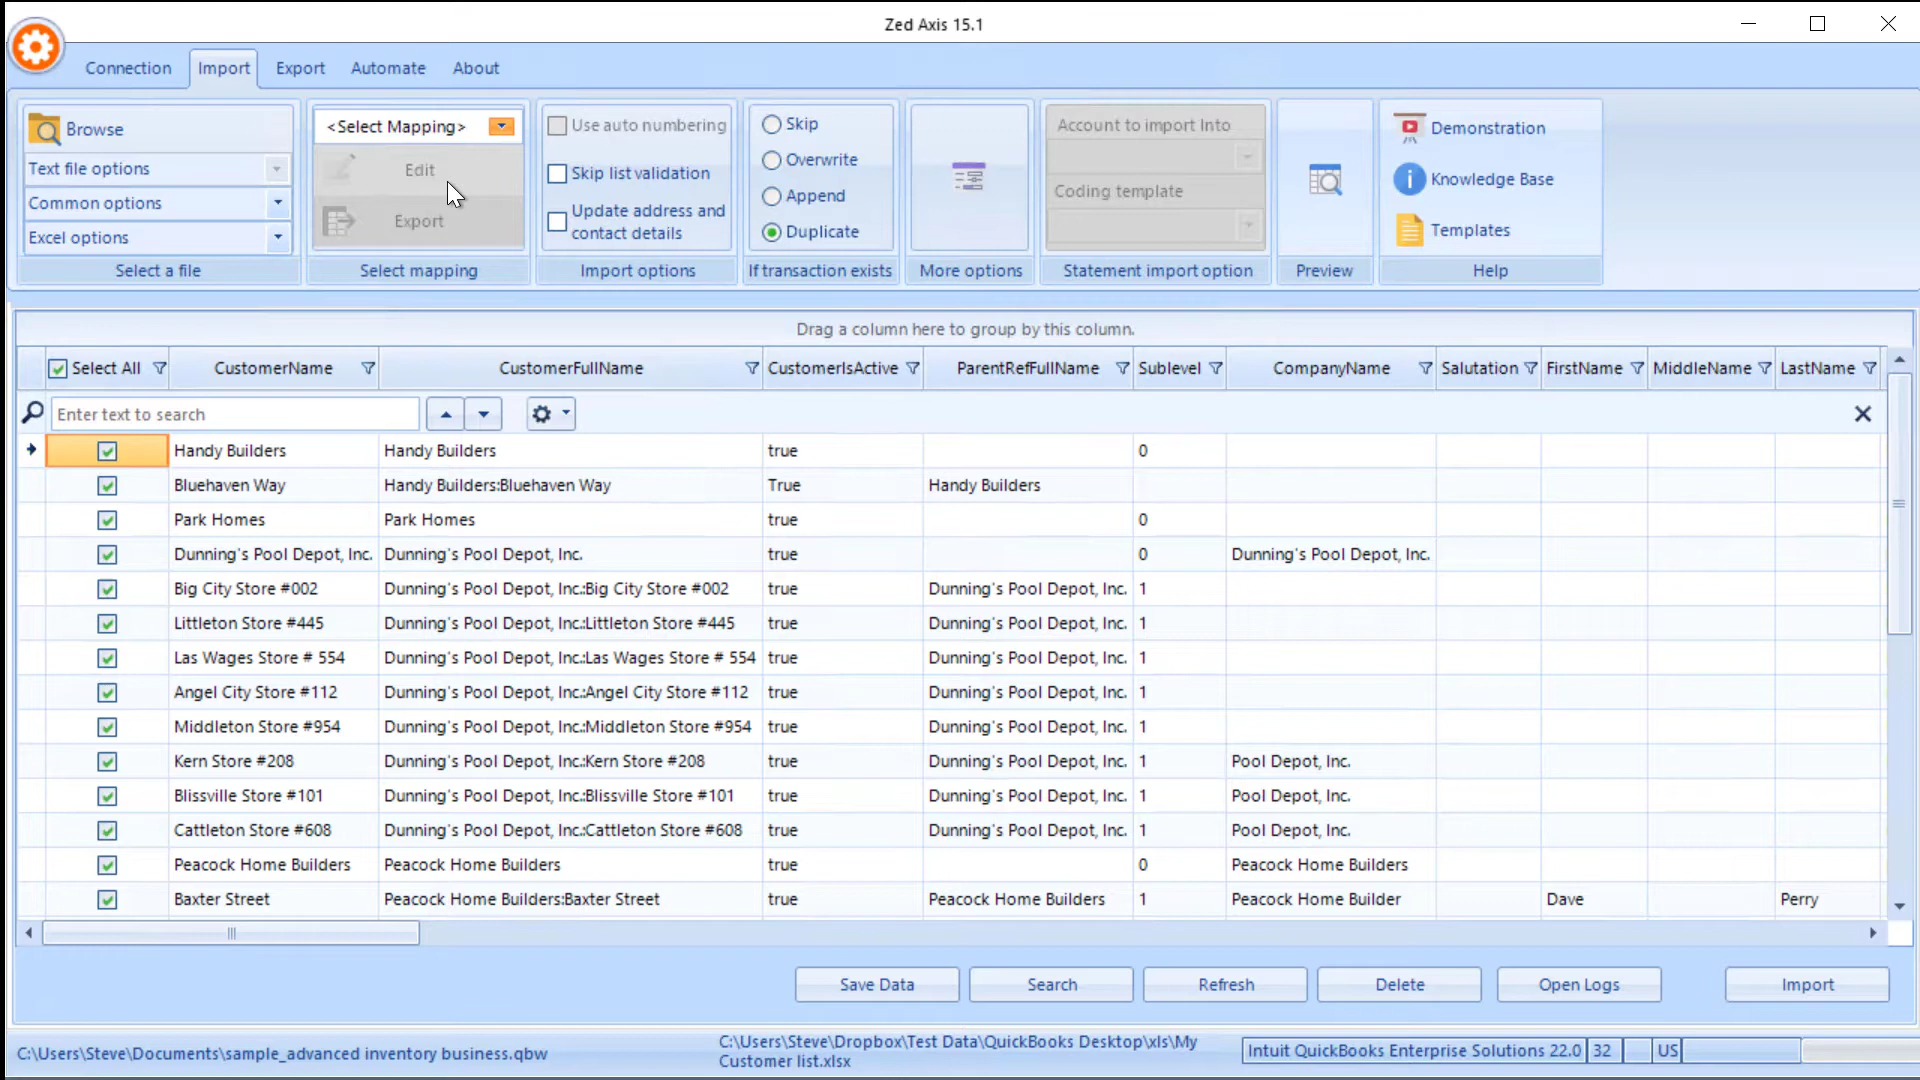 Zed Axis 15.1
Connection Import Export Automate About
Browse
Text file options
Common options
Excel options
Select a file
<Select Mapping>
Edit
Export
Select mapping
Use auto numbering
Skip list validation
Update address and
contact details
Import options
Skip
Overwrite
Append
Duplicate
If transaction exists
More options
Account to import Into
Coding template
Statement import option
Preview
Demonstration
Knowledge Base
Templates
Help
Drag a column here to group by this column.
Select All CustomerName CustomerFullName CustomerIsActive ParentRefFullName Sublevel CompanyName Salutation FirstName MiddleName LastName
Enter text to search
Handy Builders Handy Builders true 0
Bluehaven Way Handy Builders:Bluehaven Way True Handy Builders
Park Homes Park Homes true 0
Dunning's Pool Depot, Inc. Dunning's Pool Depot, Inc. true 0 Dunning's Pool Depot, Inc.
Big City Store #002 Dunning's Pool Depot, Inc.:Big City Store #002 true Dunning's Pool Depot, Inc. 1
Littleton Store #445 Dunning's Pool Depot, Inc.:Littleton Store #445 true Dunning's Pool Depot, Inc. 1
Las Wages Store # 554 Dunning's Pool Depot, Inc.:Las Wages Store # 554 true Dunning's Pool Depot, Inc. 1
Angel City Store #112 Dunning's Pool Depot, Inc.:Angel City Store #112 true Dunning's Pool Depot, Inc. 1
Middleton Store #954 Dunning's Pool Depot, Inc.:Middleton Store #954 true Dunning's Pool Depot, Inc. 1
Kern Store #208 Dunning's Pool Depot, Inc.:Kern Store #208 true Dunning's Pool Depot, Inc. 1 Pool Depot, Inc.
Blissville Store #101 Dunning's Pool Depot, Inc.:Blissville Store #101 true Dunning's Pool Depot, Inc. 1 Pool Depot, Inc.
Cattleton Store #608 Dunning's Pool Depot, Inc.:Cattleton Store #608 true Dunning's Pool Depot, Inc. 1 Pool Depot, Inc.
Peacock Home Builders Peacock Home Builders true 0 Peacock Home Builders
Baxter Street Peacock Home Builders:Baxter Street true Peacock Home Builders 1 Peacock Home Builder Dave Perry
Save Data Search Refresh Delete Open Logs Import
C:\Users\Steve\Documents\sample_advanced inventory business.qbw
C:\Users\Steve\Dropbox\Test Data\QuickBooks Desktop\xls\My
Customer list.xlsx
Intuit QuickBooks Enterprise Solutions 22.0 32 US